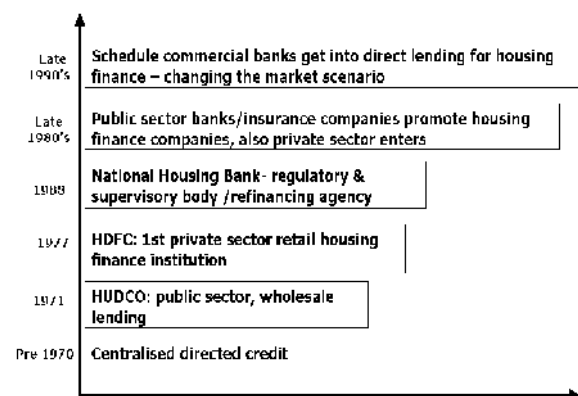 Late
1990's
Schedule commercial banks get into direct lending for housing
finance – changing the market scenario
Late
1980's
Public sector banks/insurance companies promote housing
finance companies, also private sector enters
1988
National Housing Bank- regulatory &
supervisory body /refinancing agency
1977
HDFC: 1st private sector retail housing
finance institution
1971
HUDCO: public sector, wholesale
lending
Pre 1970
Centralised directed credit